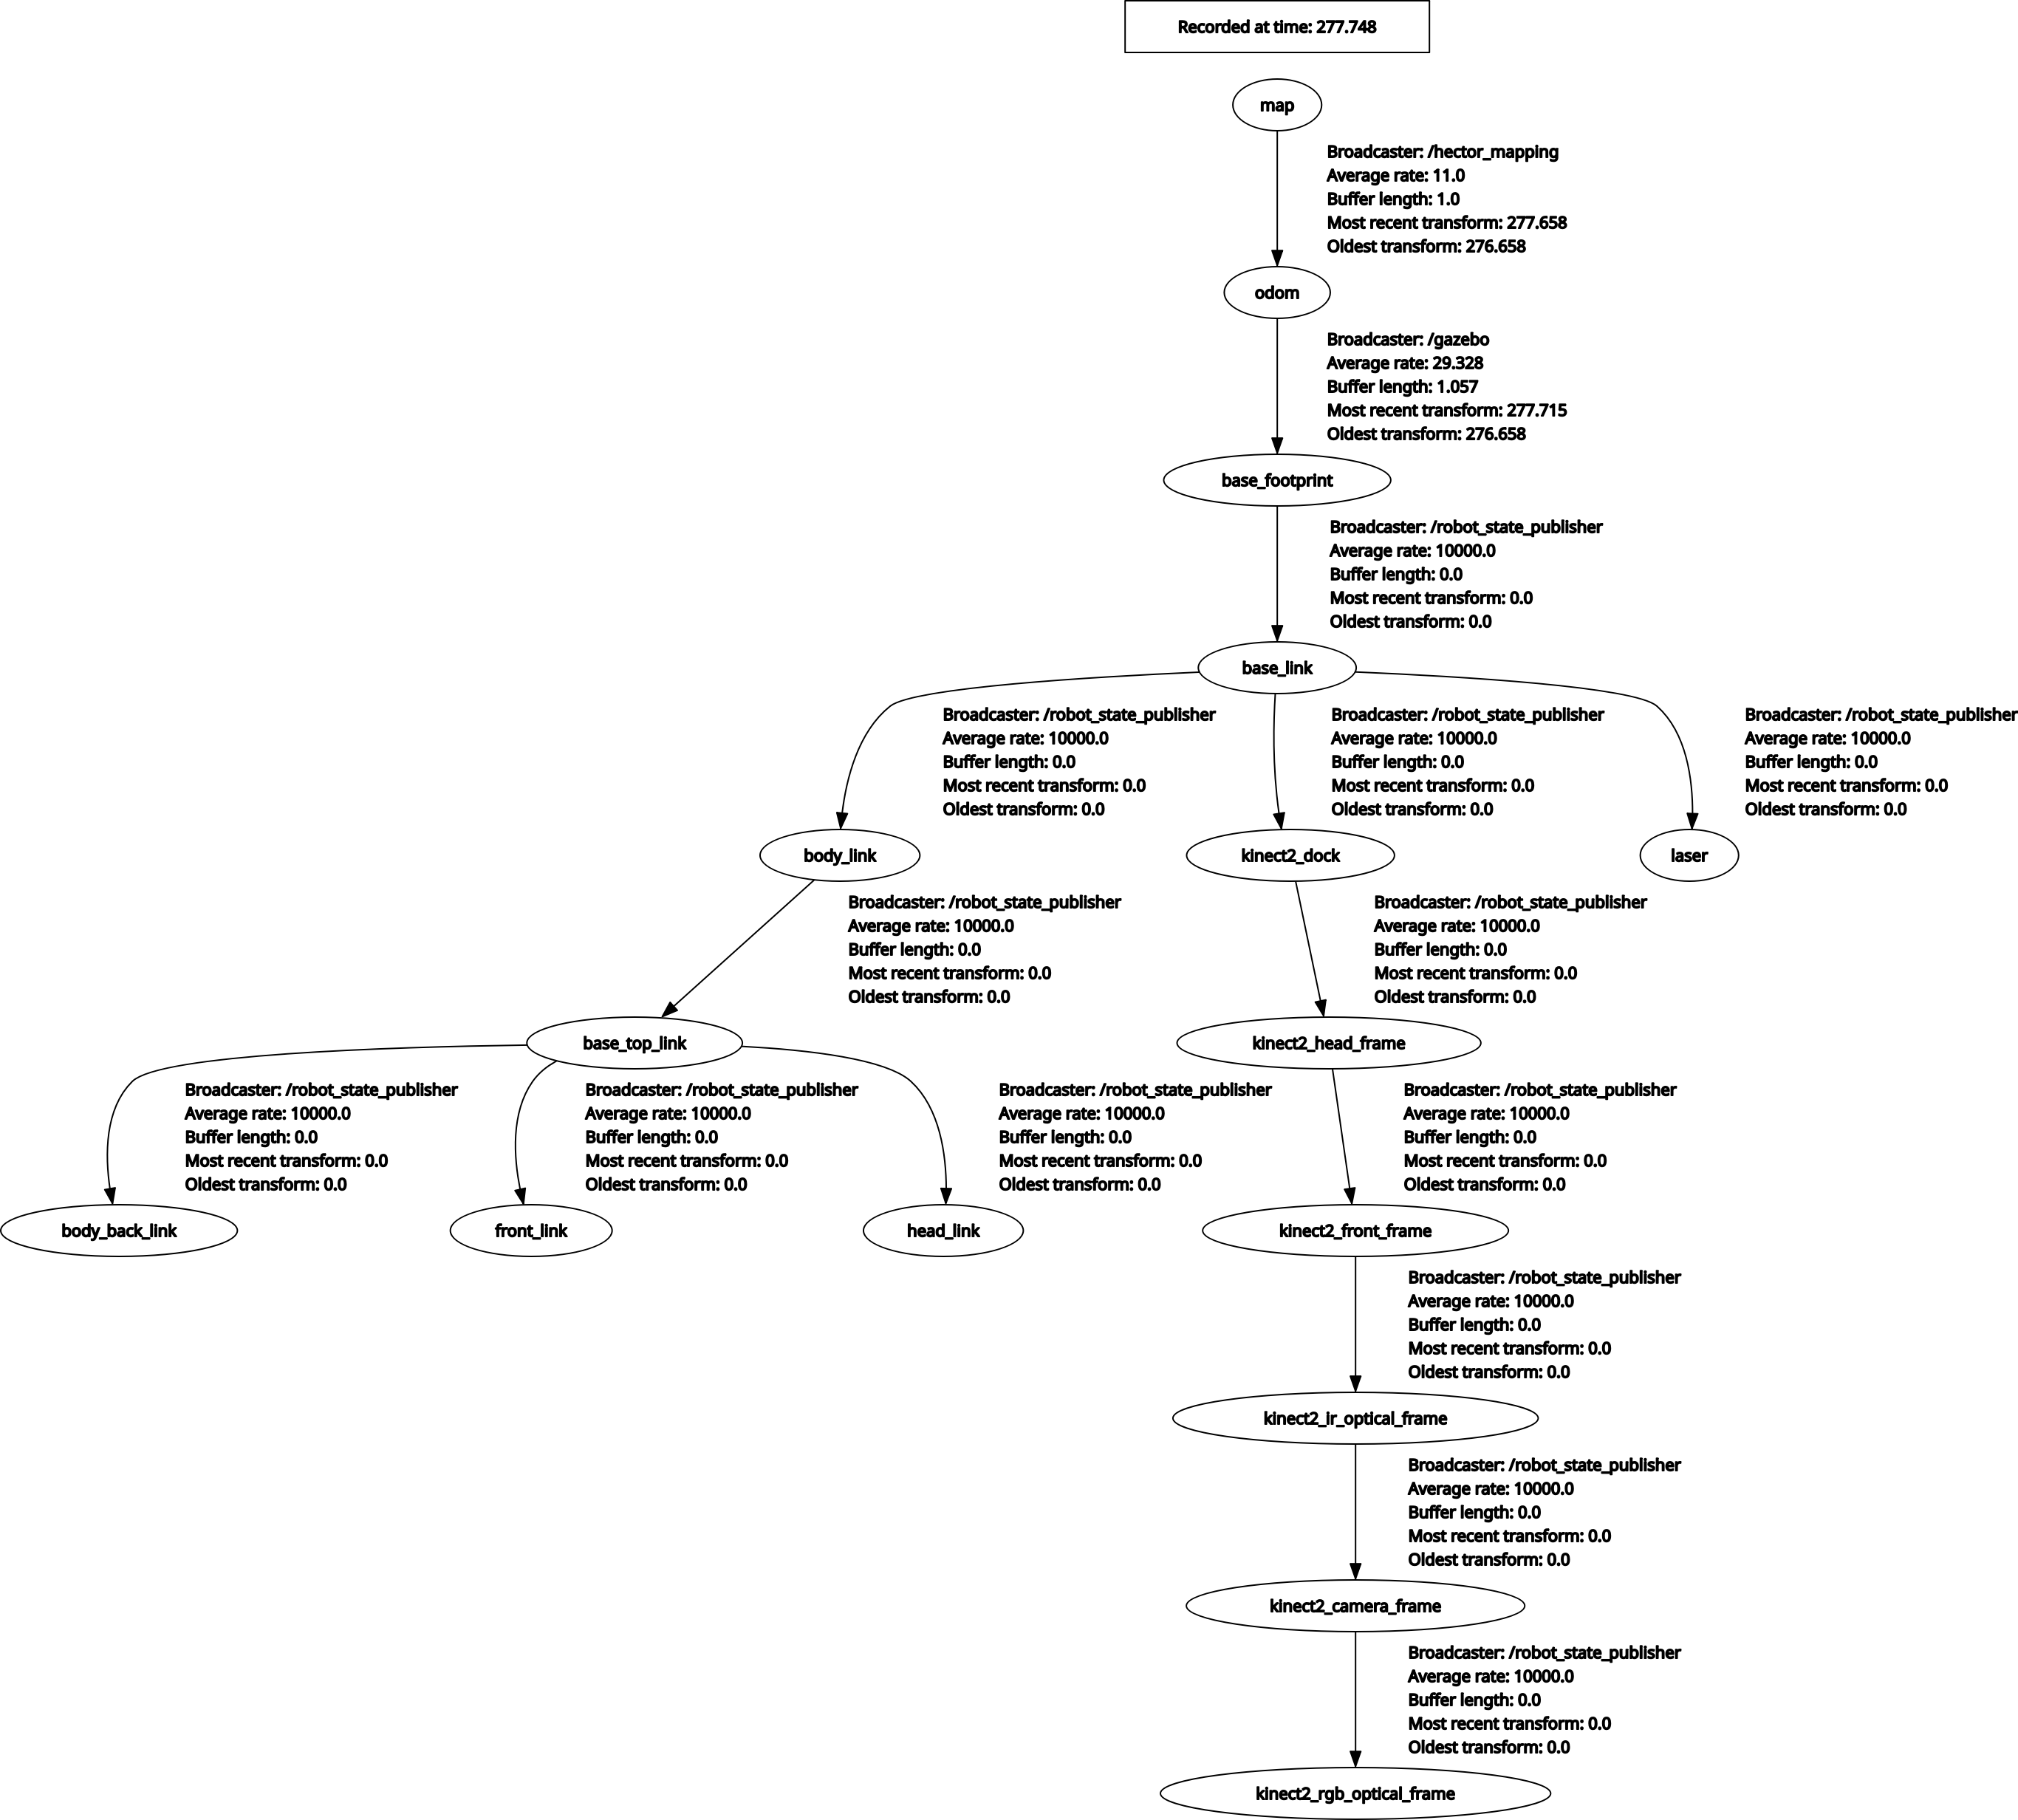 Recorded at time: 277.748
map
Broadcaster: /hector_mapping
Average rate: 11.0
Buffer length: 1.0
Most recent transform: 277.658
Oldest transform: 276.658
odom
Broadcaster: /gazebo
Average rate: 29.328
Buffer length: 1.057
Most recent transform: 277.715
Oldest transform: 276.658
base_footprint
Broadcaster: /robot_state_publisher
Average rate: 10000.0
Buffer length: 0.0
Most recent transform: 0.0
Oldest transform: 0.0
base_link
Broadcaster: /robot_state_publisher
Average rate: 10000.0
Buffer length: 0.0
Most recent transform: 0.0
Oldest transform: 0.0
Broadcaster: /robot_state_publisher
Average rate: 10000.0
Buffer length: 0.0
Most recent transform: 0.0
Oldest transform: 0.0
Broadcaster: /robot_state_publisher
Average rate: 10000.0
Buffer length: 0.0
Most recent transform: 0.0
Oldest transform: 0.0
body_link
kinect2_dock
laser
Broadcaster: /robot_state_publisher
Average rate: 10000.0
Buffer length: 0.0
Most recent transform: 0.0
Oldest transform: 0.0
Broadcaster: /robot_state_publisher
Average rate: 10000.0
Buffer length: 0.0
Most recent transform: 0.0
Oldest transform: 0.0
base_top_link
kinect2_head_frame
Broadcaster: /robot_state_publisher
Average rate: 10000.0
Buffer length: 0.0
Most recent transform: 0.0
Oldest transform: 0.0
Broadcaster: /robot_state_publisher
Average rate: 10000.0
Buffer length: 0.0
Most recent transform: 0.0
Oldest transform: 0.0
Broadcaster: /robot_state_publisher
Average rate: 10000.0
Buffer length: 0.0
Most recent transform: 0.0
Oldest transform: 0.0
Broadcaster: /robot_state_publisher
Average rate: 10000.0
Buffer length: 0.0
Most recent transform: 0.0
Oldest transform: 0.0
body_back_link
front_link
head_link
kinect2_front_frame
Broadcaster: /robot_state_publisher
Average rate: 10000.0
Buffer length: 0.0
Most recent transform: 0.0
Oldest transform: 0.0
kinect2_ir_optical_frame
Broadcaster: /robot_state_publisher
Average rate: 10000.0
Buffer length: 0.0
Most recent transform: 0.0
Oldest transform: 0.0
kinect2_camera_frame
Broadcaster: /robot_state_publisher
Average rate: 10000.0
Buffer length: 0.0
Most recent transform: 0.0
Oldest transform: 0.0
kinect2_rgb_optical_frame